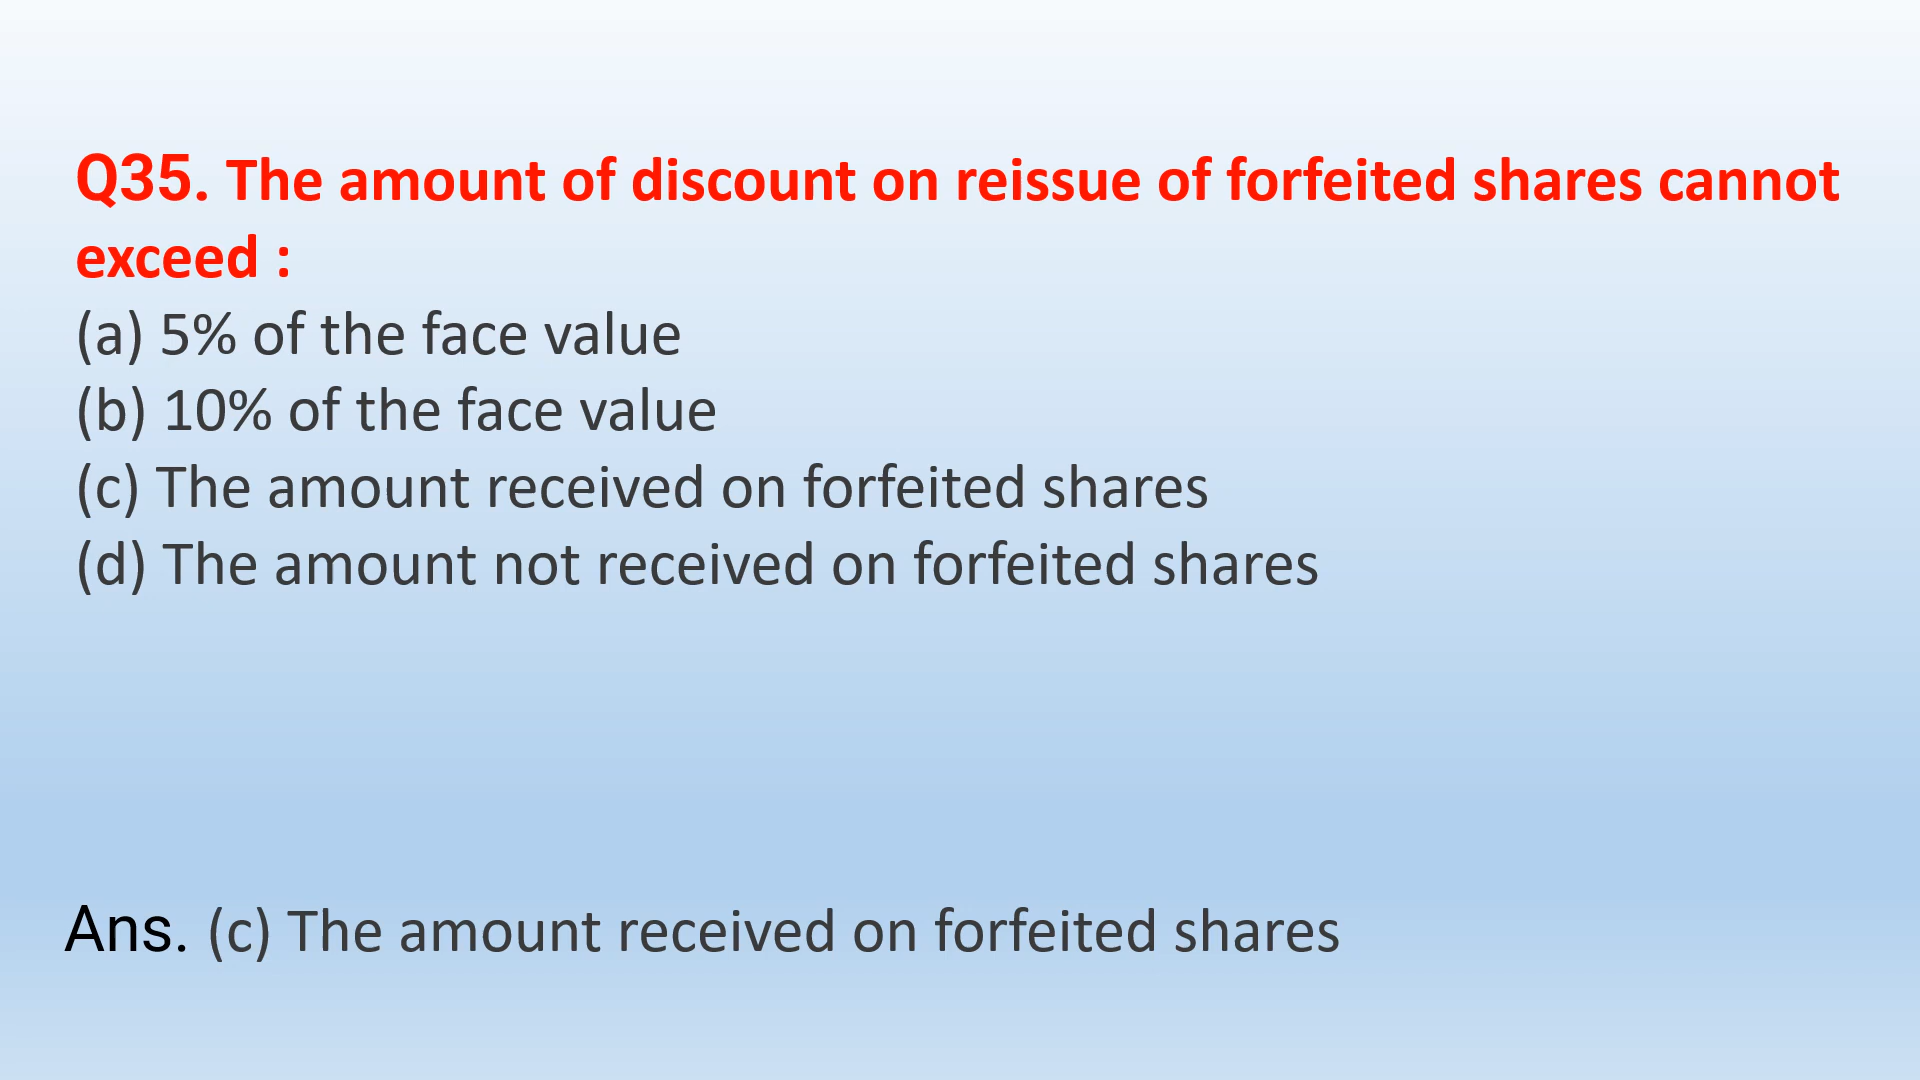 Q35. The amount of discount on reissue of forfeited shares cannot
exceed :
(a) 5% of the face value
(b) 10% of the face value
(c) The amount received on forfeited shares
(d) The amount not received on forfeited shares
Ans. (c) The amount received on forfeited shares